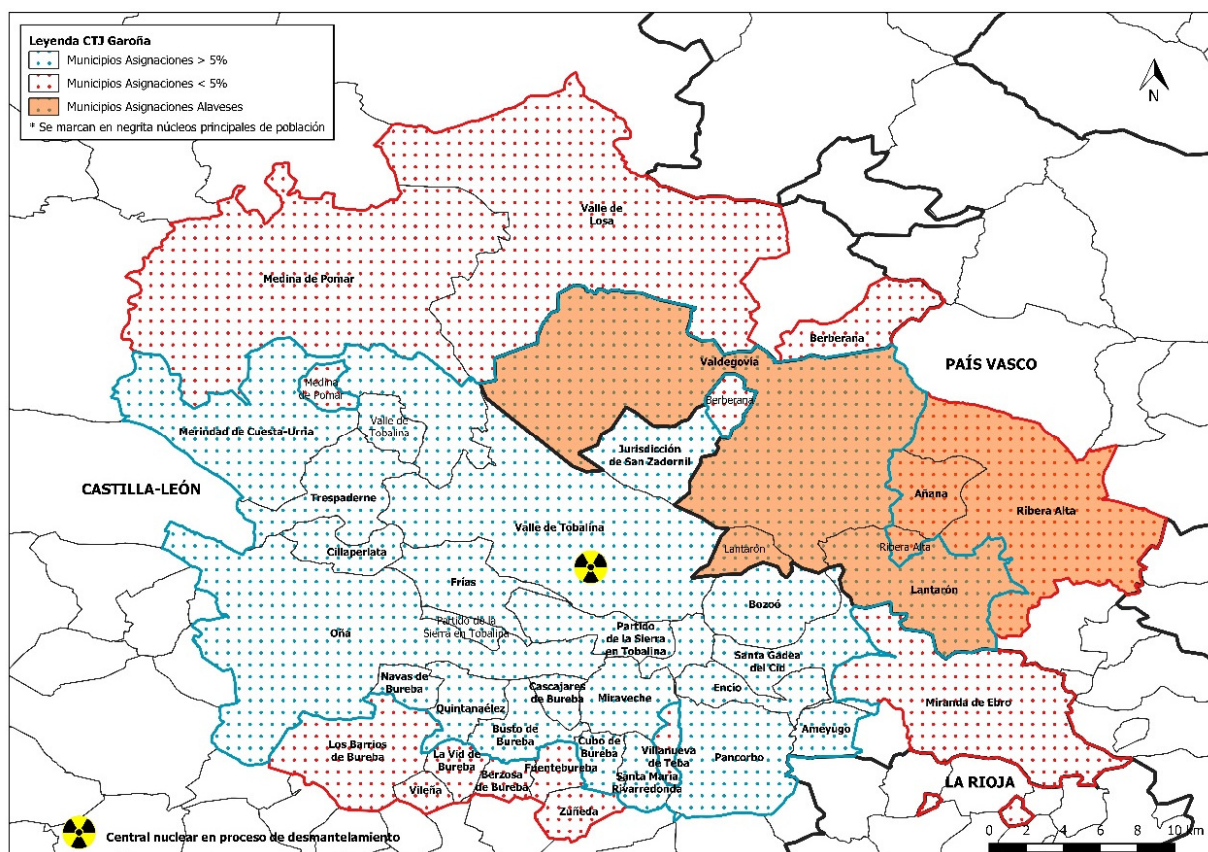 Leyenda CTJ Garoña
Municipios Asignaciones > 5%
Municipios Asignaciones < 5%
Municipios Asignaciones Alaveses
* Se marcan en negrita núcleos principales de población
N
Valle de
Losa
Medina de Pomar
Berberana
PAÍS VASCO
Valdegovía
Medina
de Pomar
Berberana
Valle de
Tobalina
Merindad de Cuesta-Urria
Jurisdicción
de San Zadornil
CASTILLA-LEÓN
Trespaderne
Añana
Ribera Alta
Valle de Tobalina
Cillaperlata
Lantarón
Ribera Alta
Frías
Lantarón
Bozoó
Oña
Partido de la
Sierra en Tobalina
Partido
de la Sierra
en Tobalina
Santa Gadea
del Cid
Navas de
Bureba
Cascajares
de Bureba
Miraveche
Encío
Quintanaélez
Miranda de Ebro
Busto de
Bureba
Ameyugo
Los Barrios
de Bureba
La Vid de
Bureba
Cubo de
Bureba
Villanueva
de Teba
Pancorbo
Fuentebureba
Berzosa
de Bureba
Santa María
Rivarredonda
Vileña
Zuñeda
LA RIOJA
Central nuclear en proceso de desmantelamiento
0 2 4 6 8 10 km